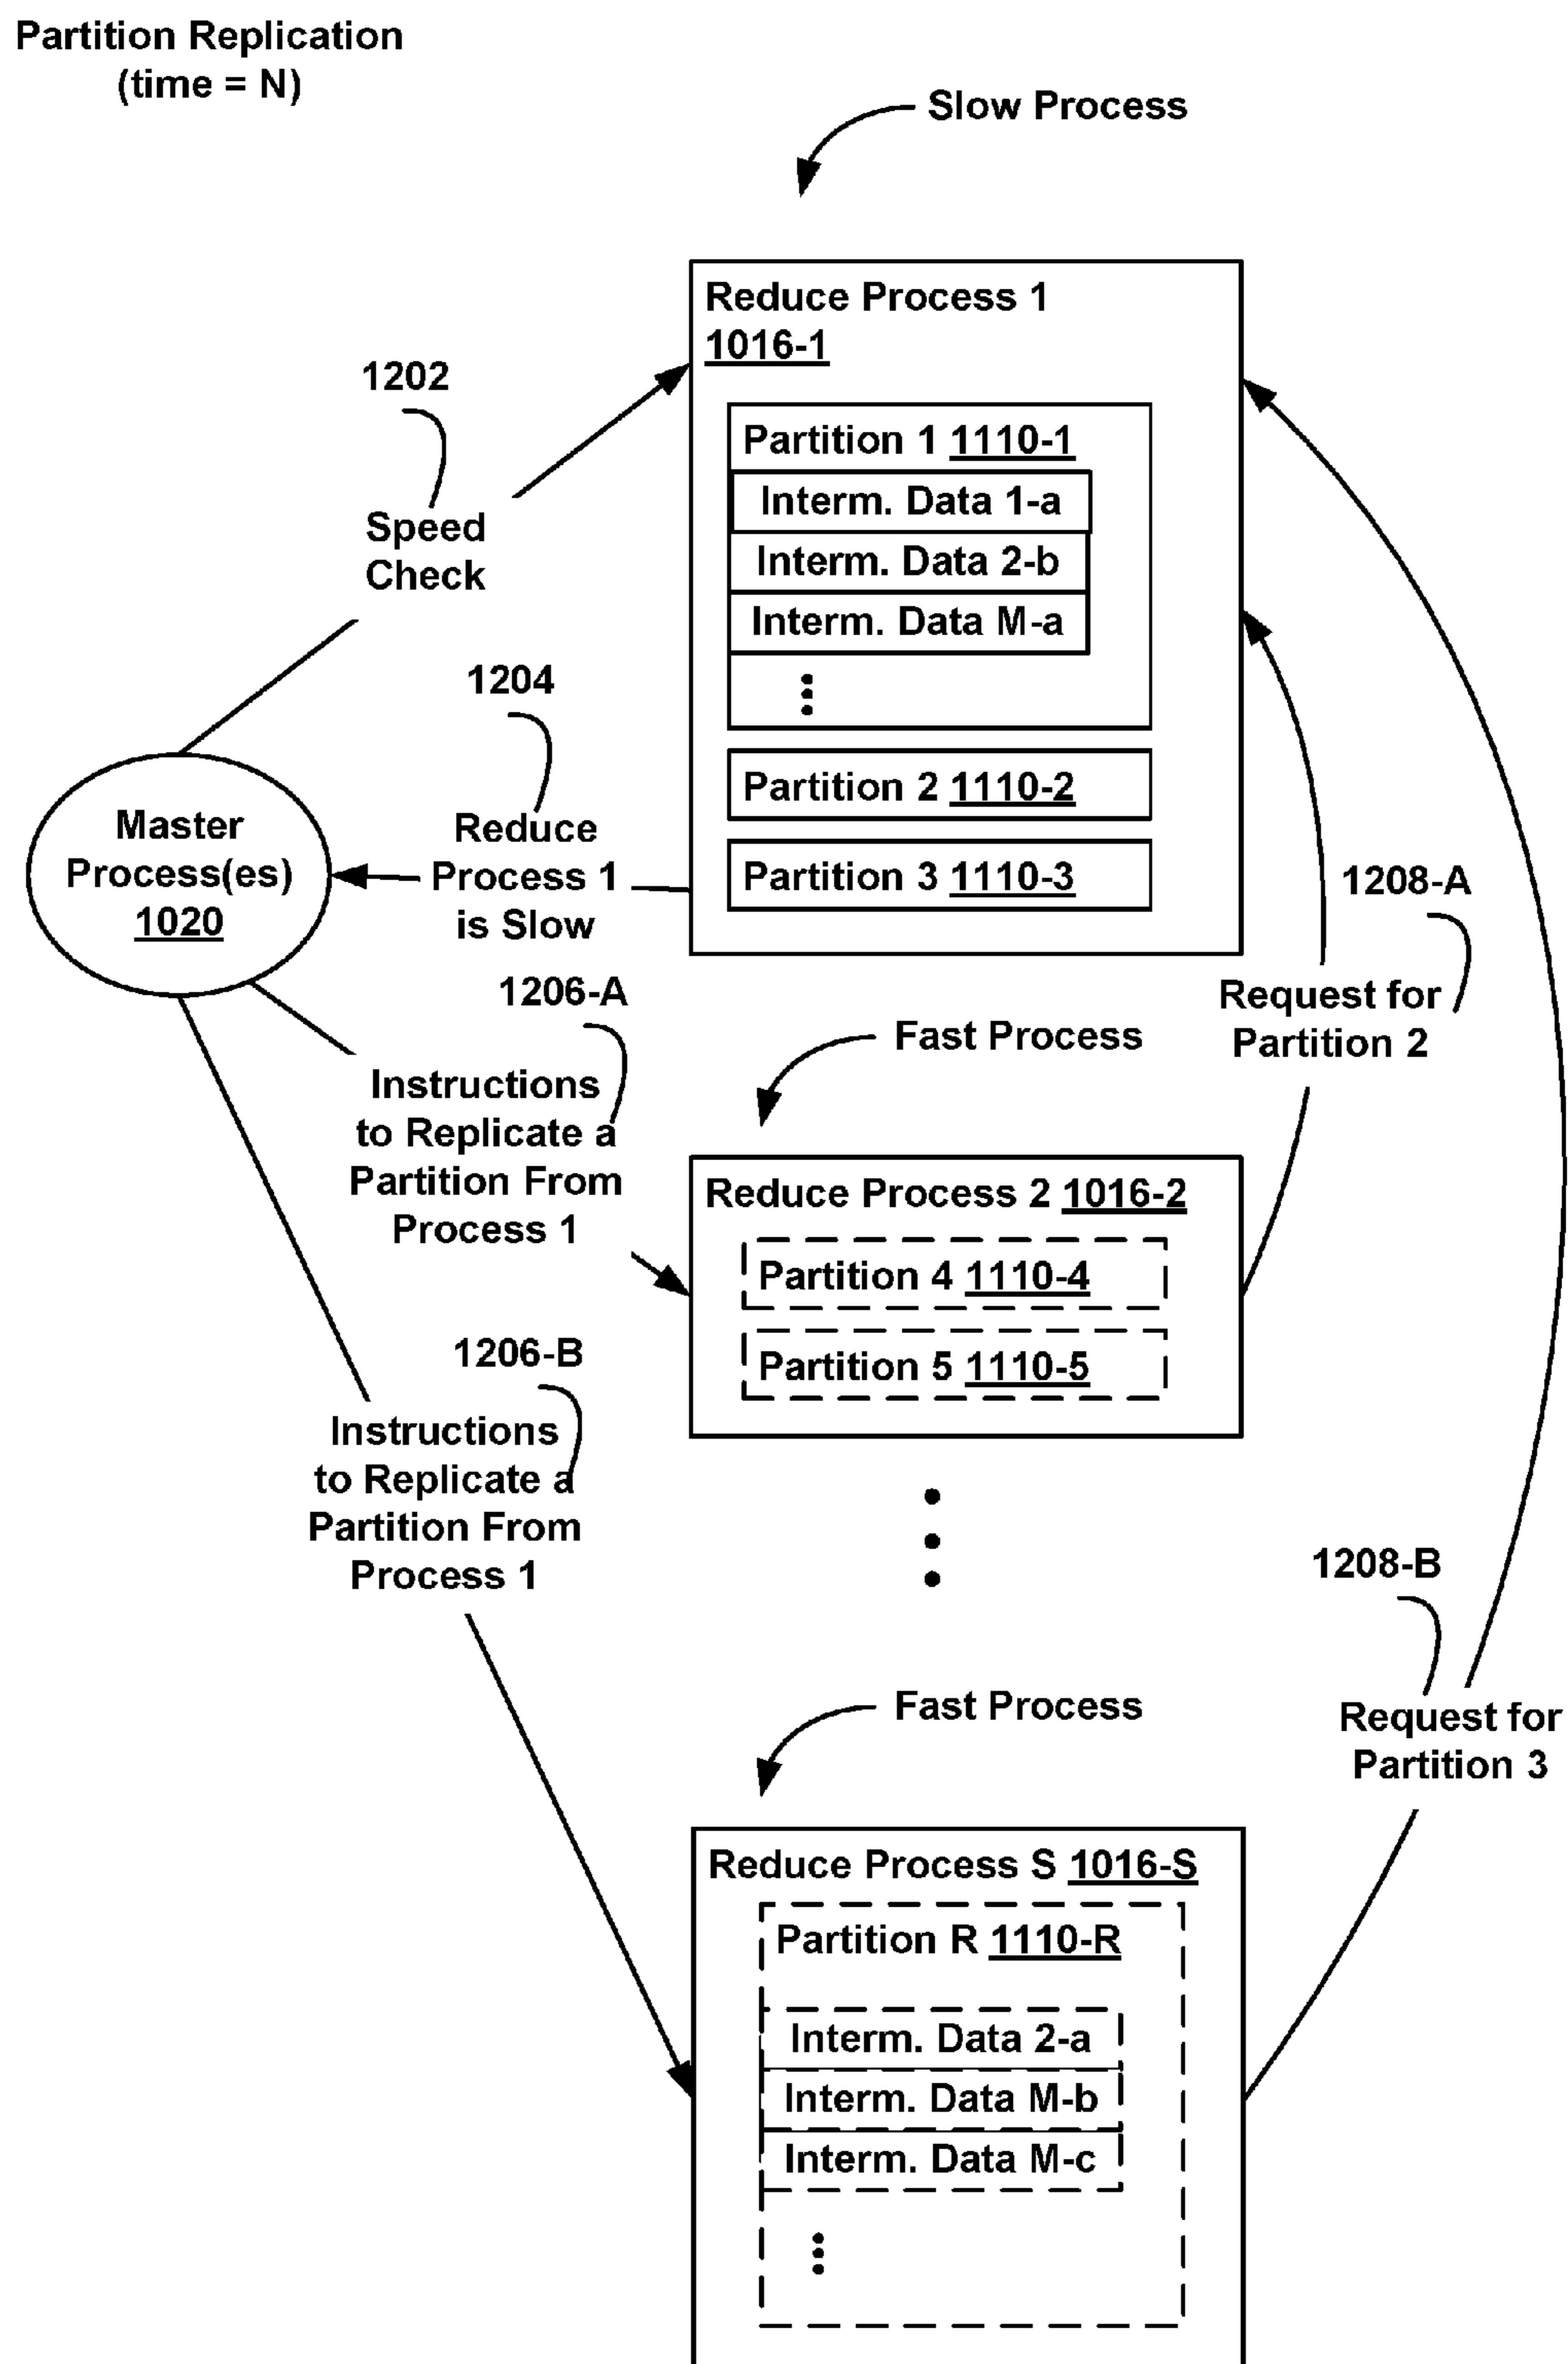 Partition Replication
(time = N)
Slow Process
Reduce Process 1
1016-1
1202
Speed
Check
Partition 1 1110-1
Interm. Data 1-a
Interm. Data 2-b
Interm. Data M-a
1204
Reduce
Process 1
is Slow
Master
Process(es)
1020
Partition 2 1110-2
Partition 3 1110-3
1208-A
Request for
Partition 2
1206-A
Instructions
to Replicate a
Partition From
Process 1
Fast Process
Reduce Process 2 1016-2
Partition 4 1110-4
Partition 5 1110-5
1206-B
Instructions
to Replicate a
Partition From
Process 1
1208-B
Request for
Partition 3
Fast Process
Reduce Process S 1016-S
Partition R 1110-R
Interm. Data 2-a
Interm. Data M-b
Interm. Data M-c